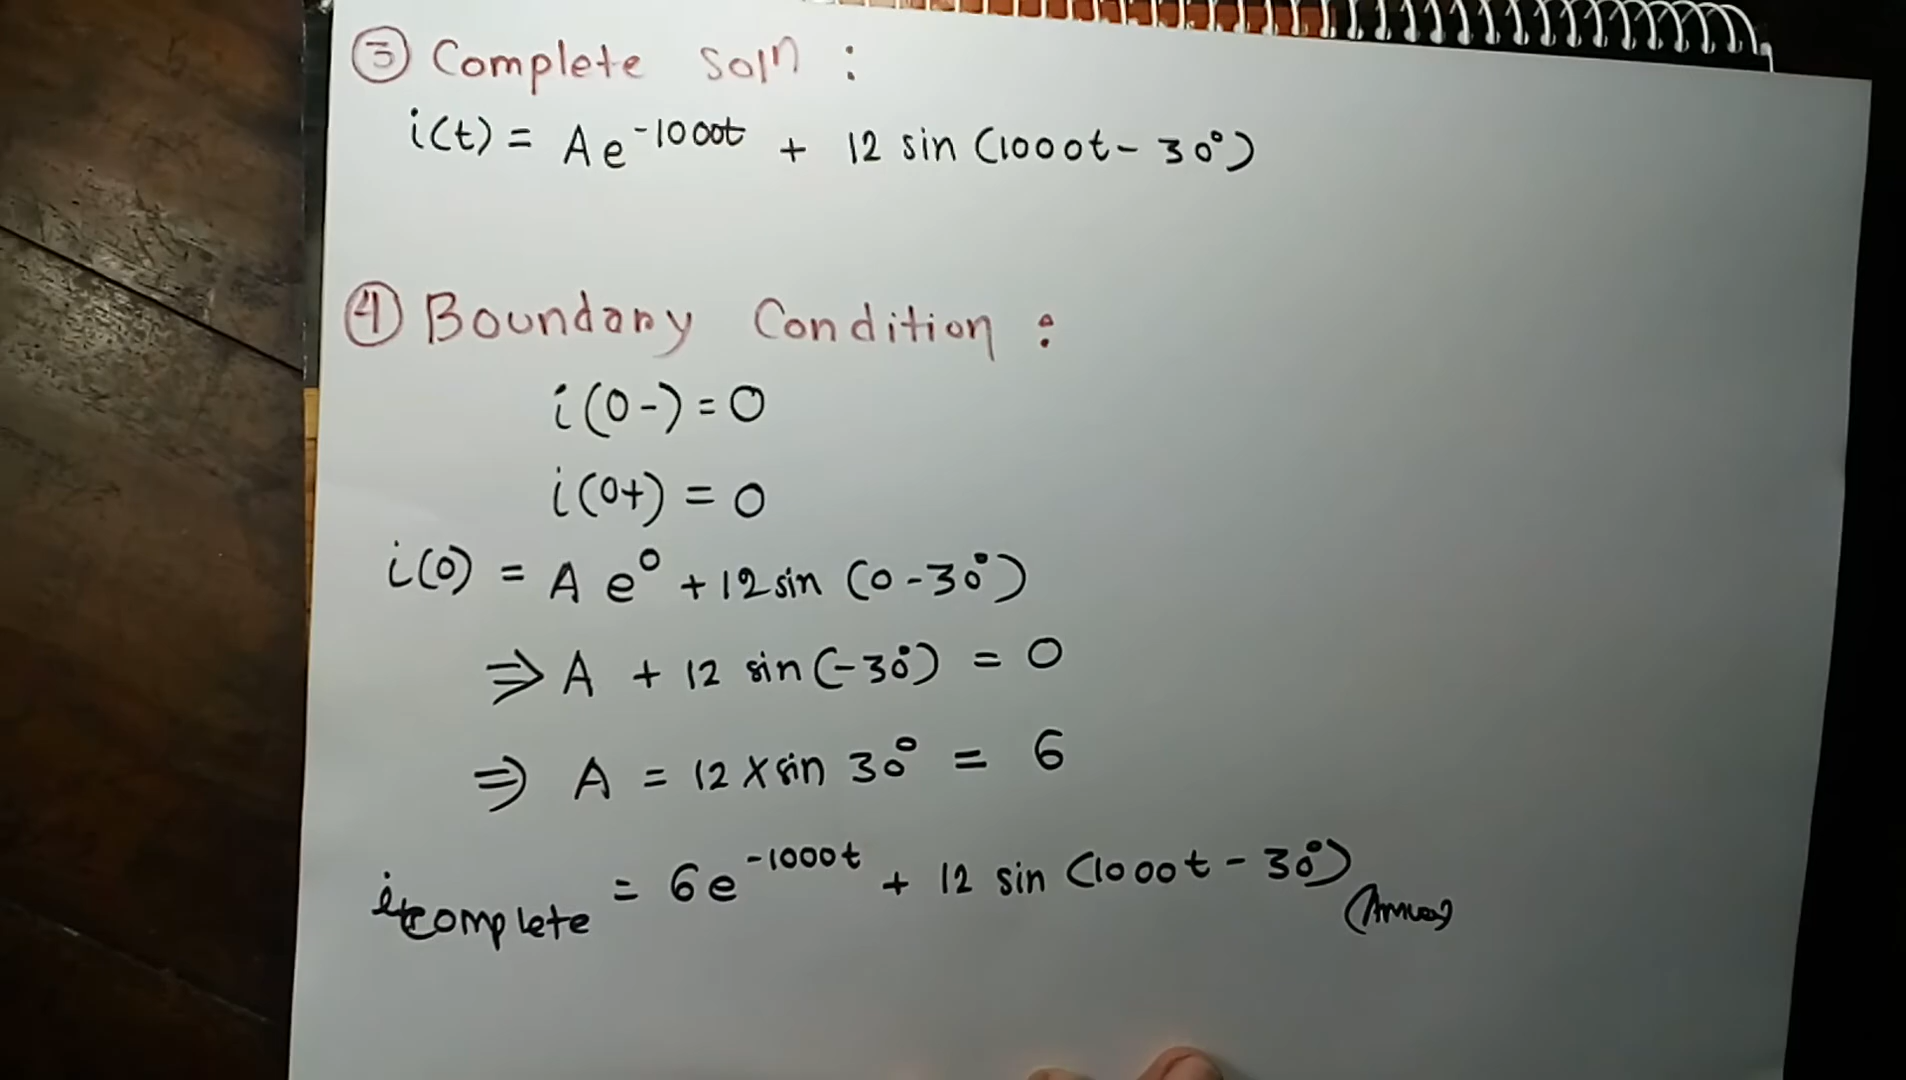 ③ Complete soln :
i(t) = Ae^-1000t + 12 sin (1000t - 30°)
④ Boundary Condition :
i(0-) = 0
i(0+) = 0
i(0) = A e^0 + 12 sin (0 - 30°)
⇒ A + 12 sin (-30°) = 0
⇒ A = 12 × sin 30° = 6
i complete = 6e^-1000t + 12 sin (1000t - 30°)